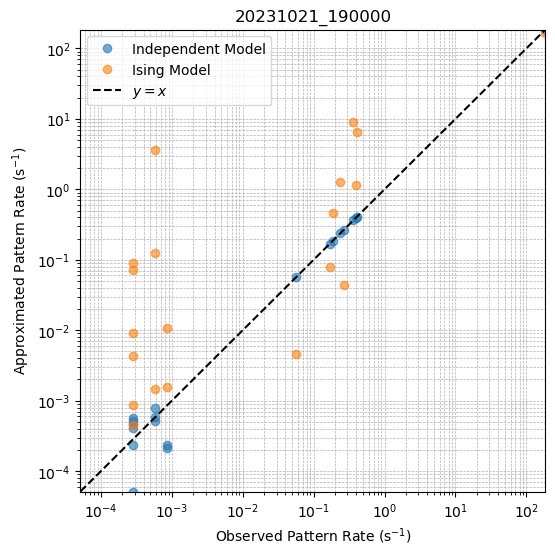 20231021_190000
Independent Model
Ising Model
y = x
Approximated Pattern Rate (s⁻¹)
10²
10¹
10⁰
10⁻¹
10⁻²
10⁻³
10⁻⁴
10⁻⁴ 10⁻³ 10⁻² 10⁻¹ 10⁰ 10¹ 10²
Observed Pattern Rate (s⁻¹)